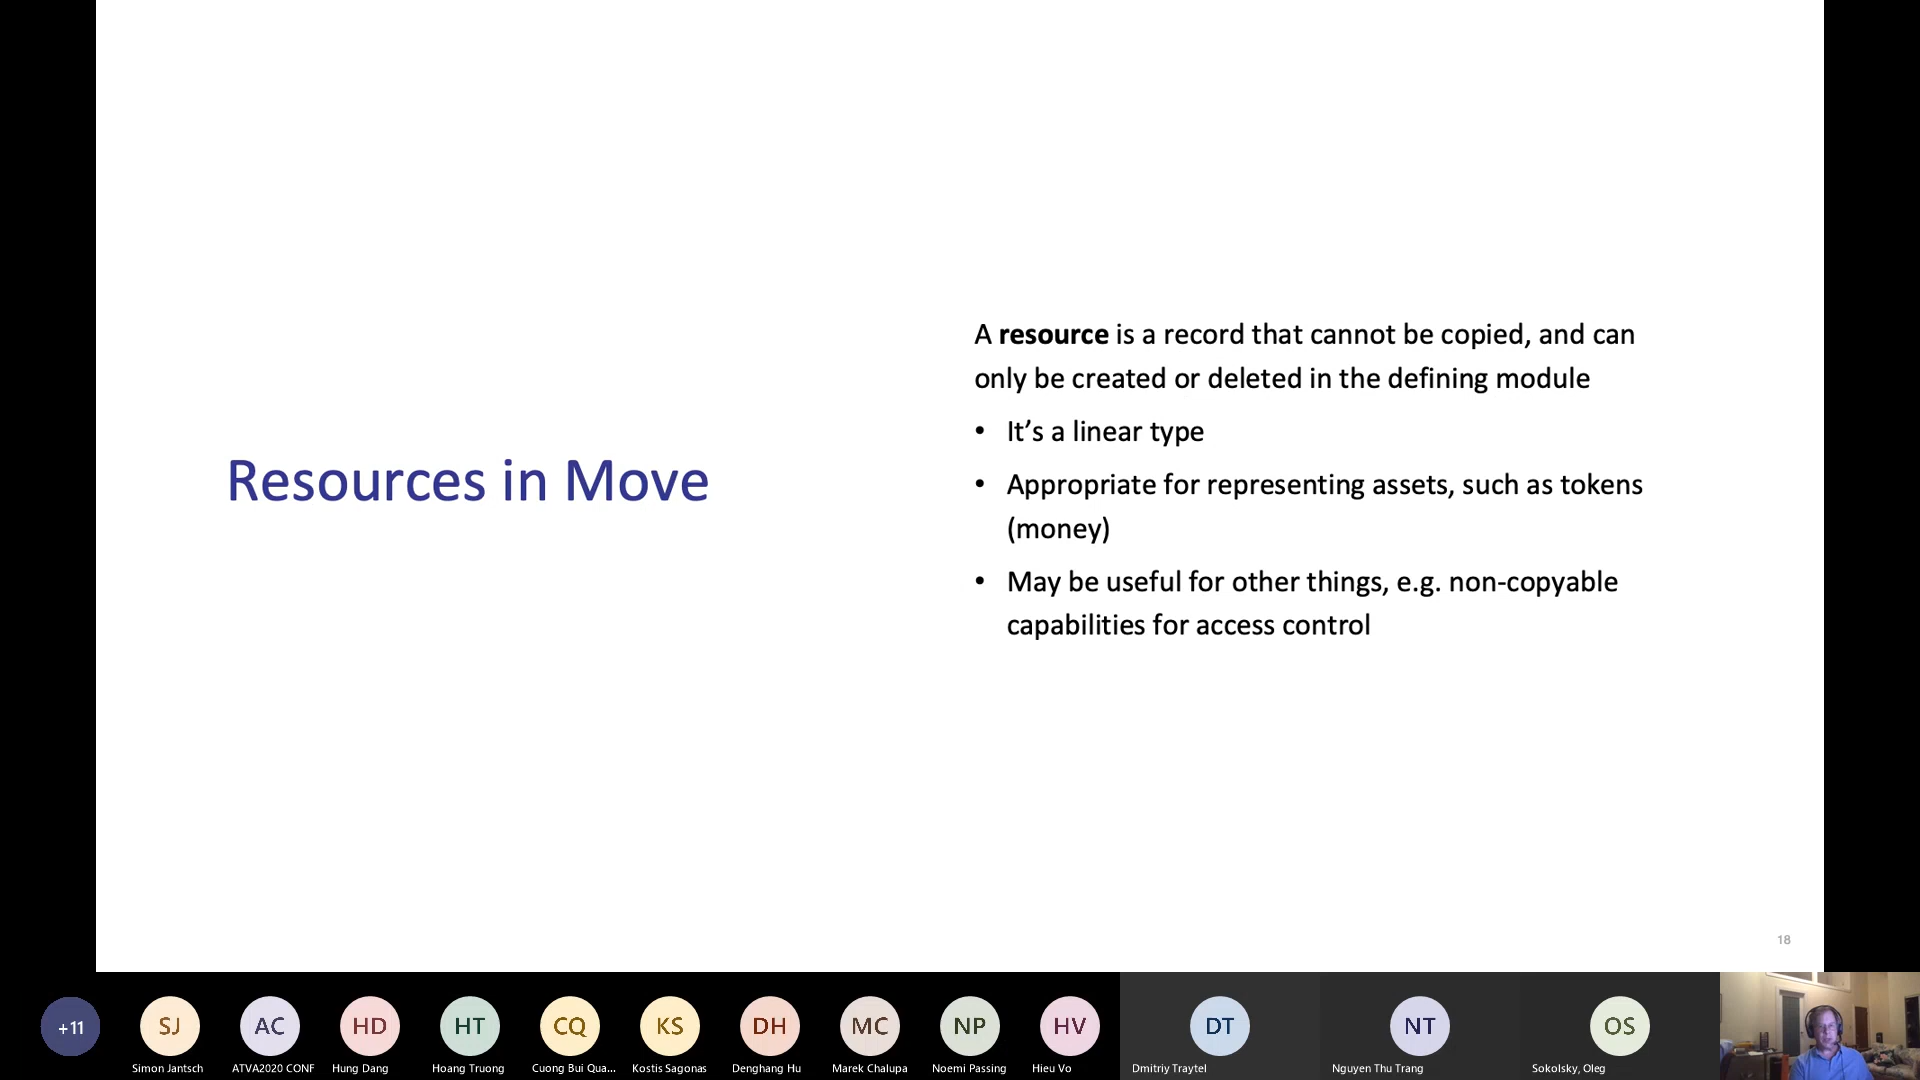 A resource is a record that cannot be copied, and can
only be created or deleted in the defining module
• It’s a linear type
Resources in Move
• Appropriate for representing assets, such as tokens
(money)
• May be useful for other things, e.g. non-copyable
capabilities for access control
18
+11
SJ
AC
HD
HT
CQ
KS
DH
MC
NP
HV
DT
NT
OS
Simon Jantsch
ATVA2020 CONF
Hung Dang
Hoang Truong
Cuong Bui Qua...
Kostis Sagonas
Denghang Hu
Marek Chalupa
Noemi Passing
Hieu Vo
Dmitriy Traytel
Nguyen Thu Trang
Sokolsky, Oleg